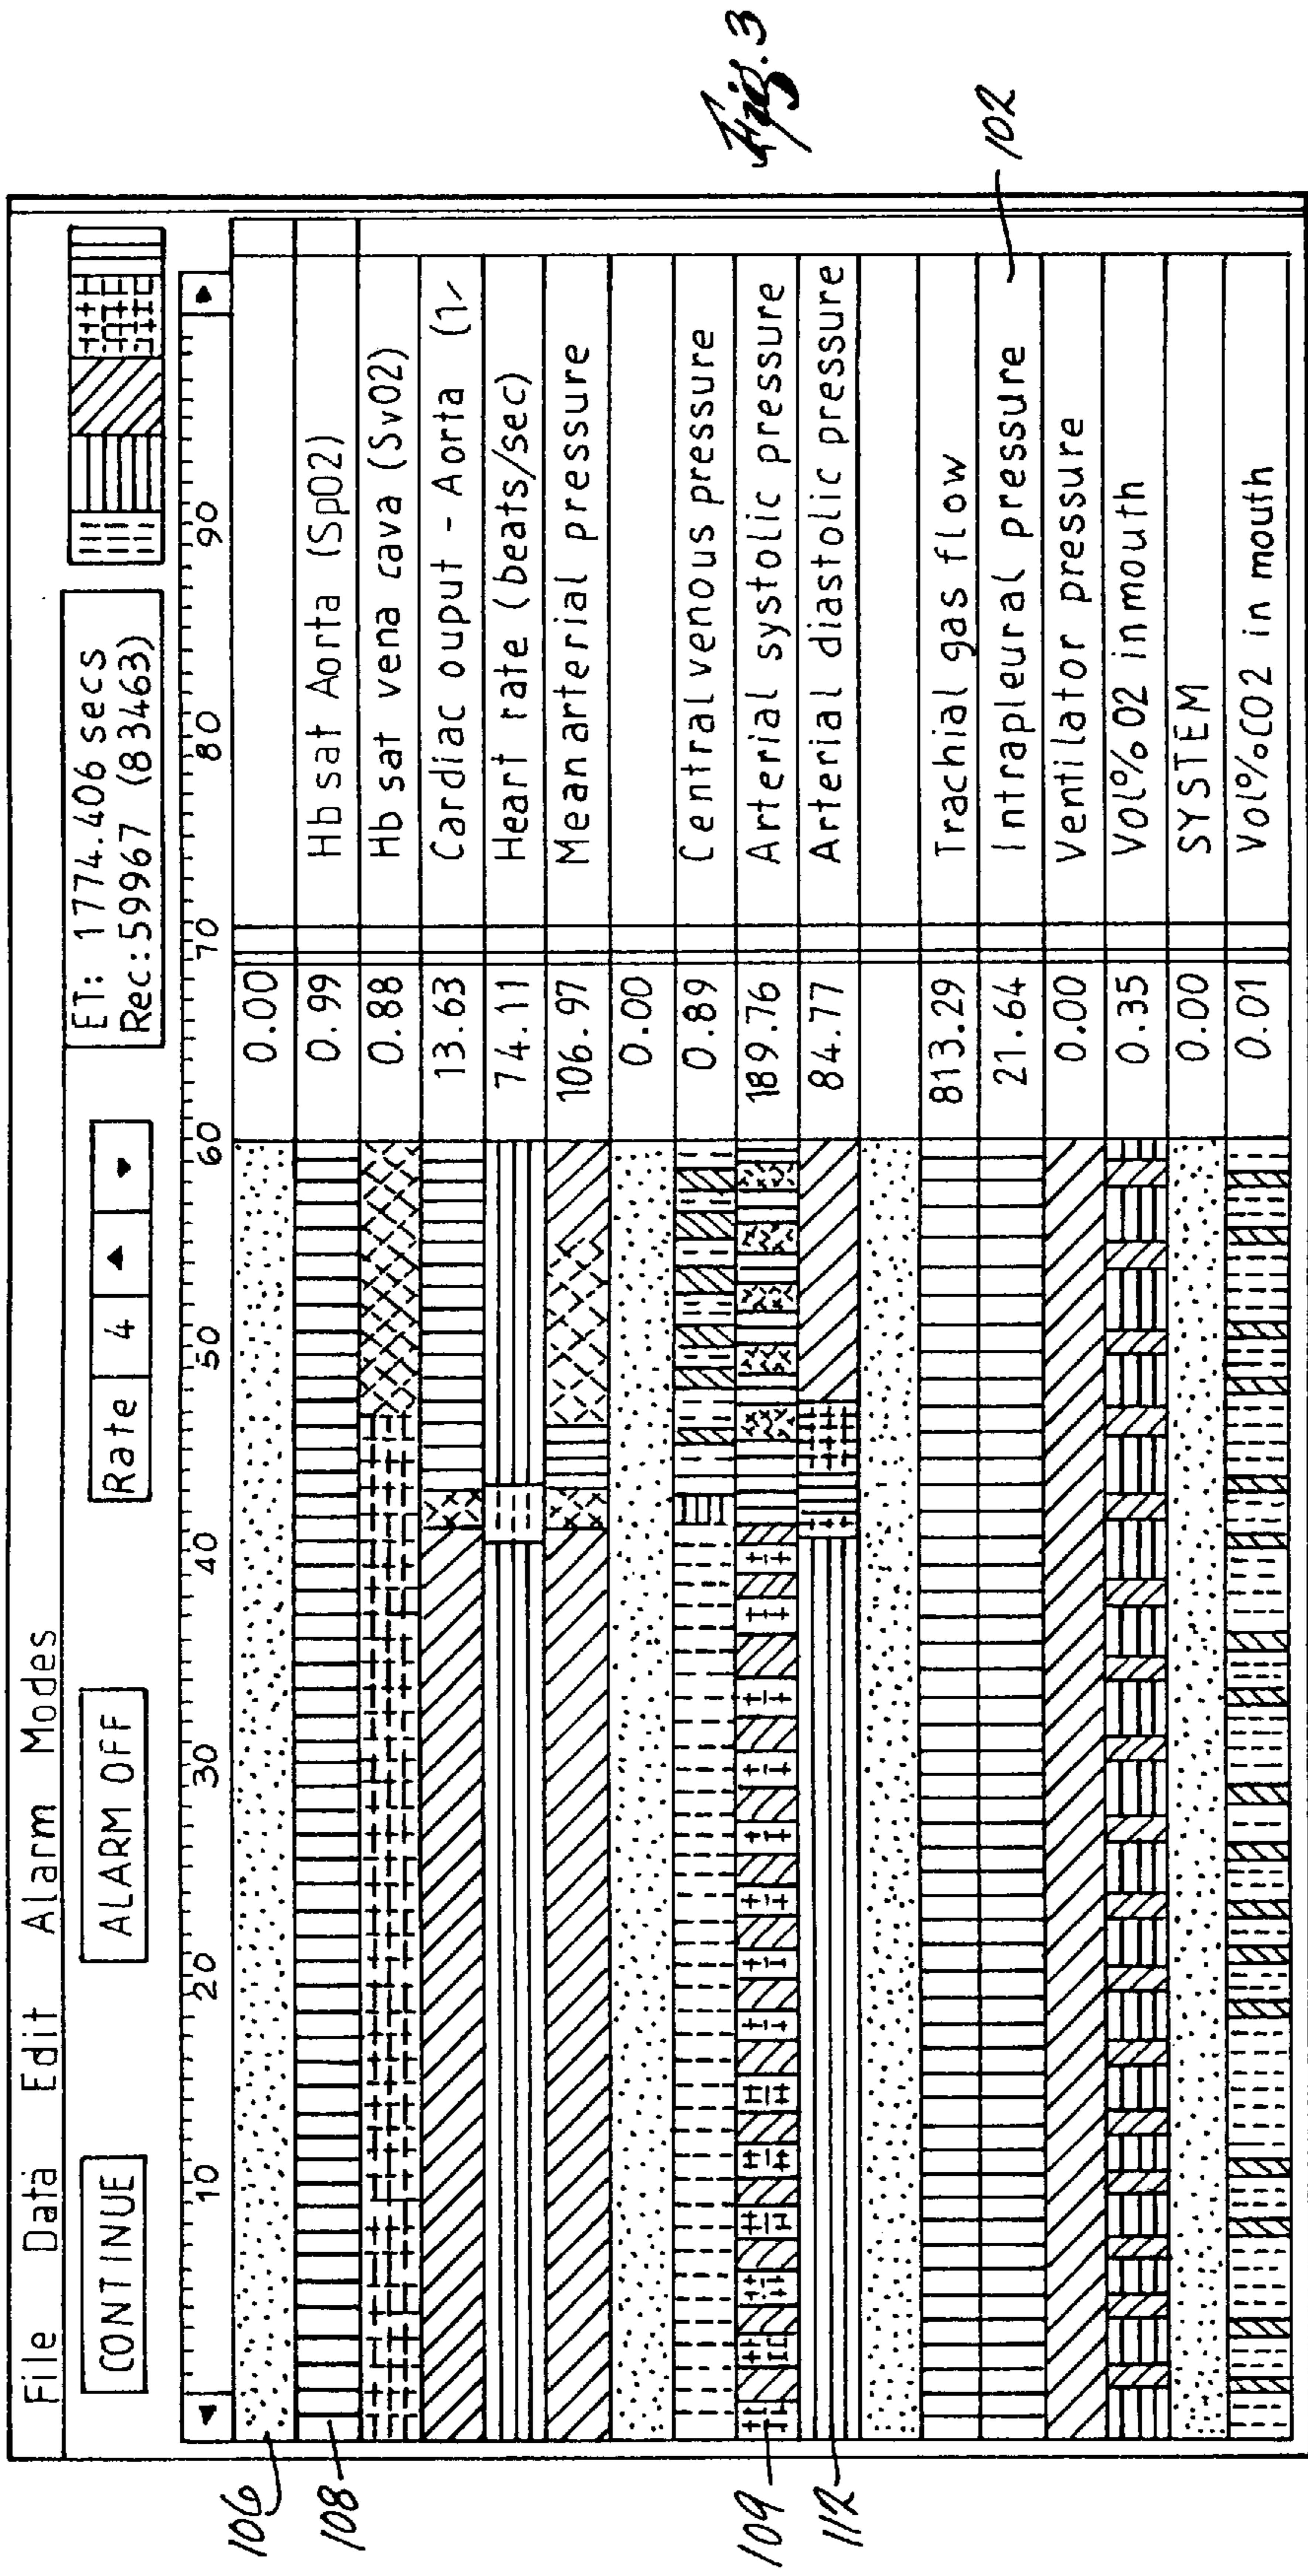 File Data Edit Alarm Modes
CONTINUE
ALARM OFF
Rate 4
ET: 1774.406 secs
Rec:59967 (83463)
10 20 30 40 50 60 70 80 90
106
0.00
108
0.99 Hb sat Aorta (SpO2)
0.88 Hb sat vena cava (SvO2)
13.63 Cardiac ouput - Aorta (1/
74.11 Heart rate (beats/sec)
106.97 Mean arterial pressure
0.00
0.89 Central venous pressure
109
189.76 Arterial systolic pressure
112
84.77 Arterial diastolic pressure
813.29 Trachial gas flow
21.64 Intrapleural pressure
102
0.00 Ventilator pressure
0.35 Vol% O2 in mouth
0.00 SYSTEM
0.01 Vol% CO2 in mouth
Fig. 3